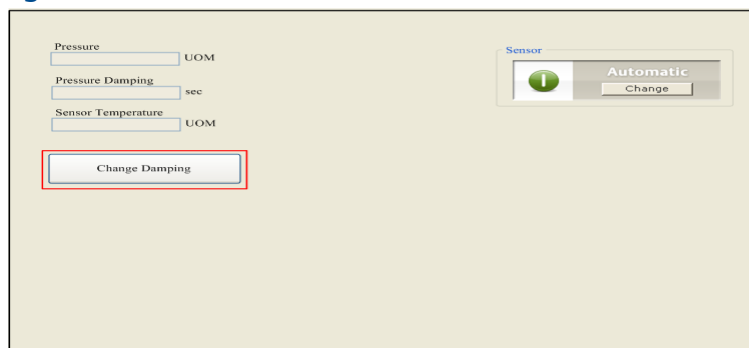 Pressure
UOM
Pressure Damping
sec
Sensor Temperature
UOM
Change Damping
Sensor
Automatic
Change